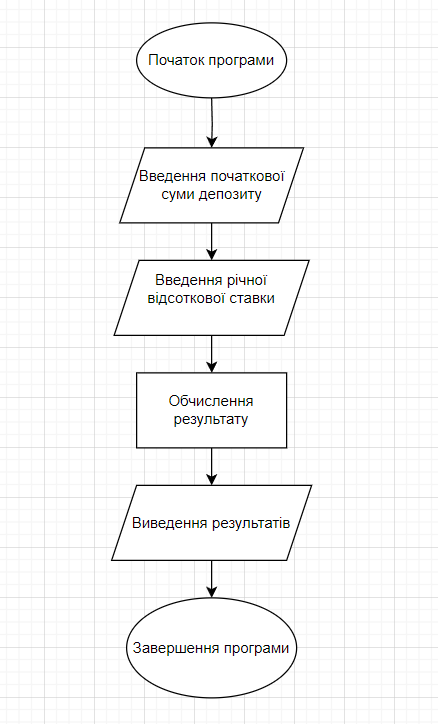 Початок програми
Введення початкової
суми депозиту
Введення річної
відсоткової ставки
Обчислення
результату
Виведення результатів
Завершення програми